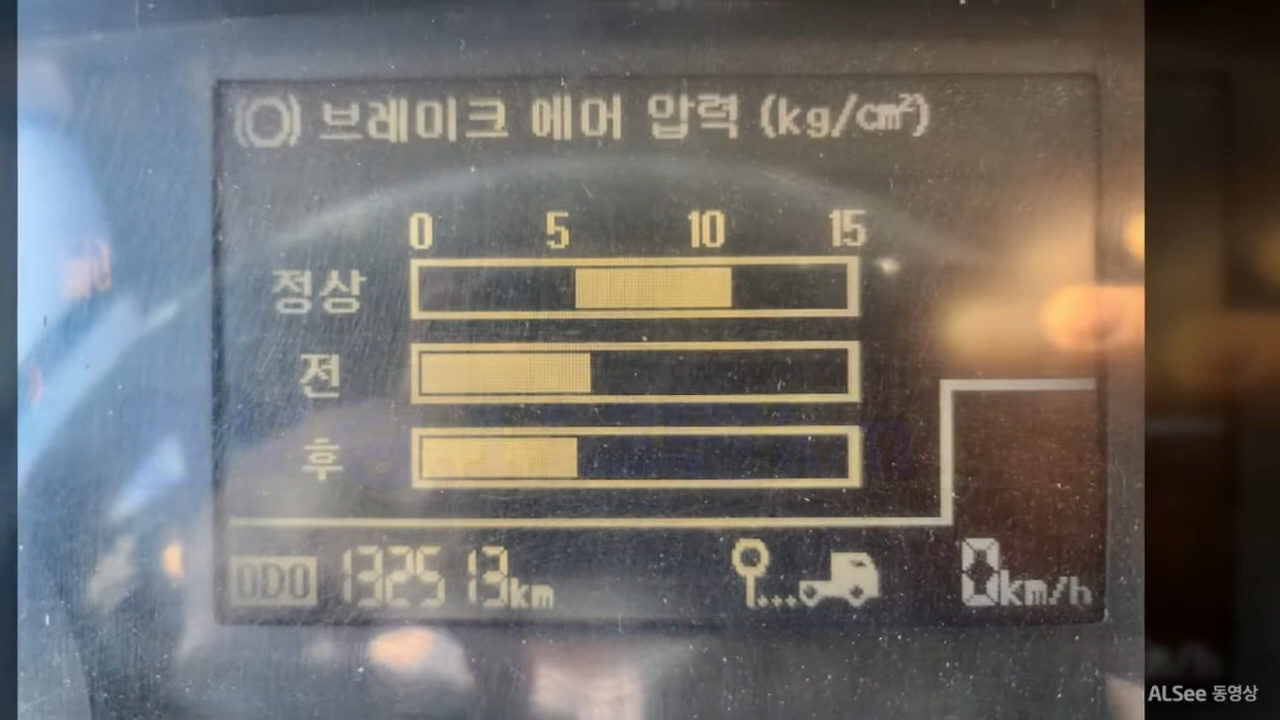 브레이크 에어 압력 (kg/cm²)
0 5 10 15
정상
전
후
ODO 132513km 0km/h
ALSee 동영상